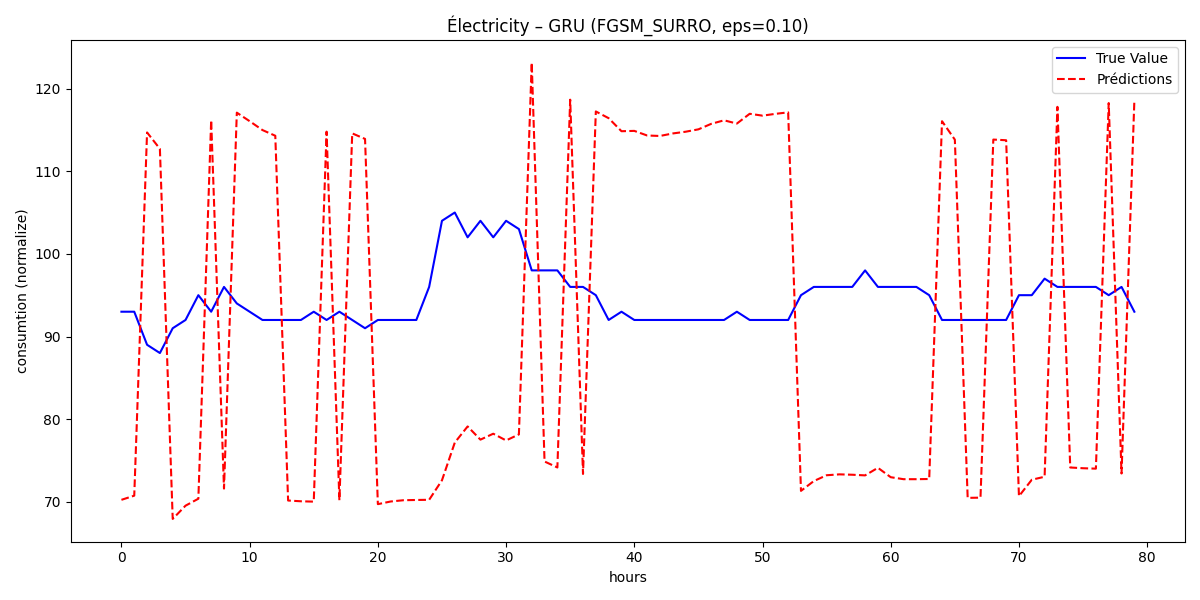 Électricity – GRU (FGSM_SURRO, eps=0.10)
True Value
Prédictions
consumtion (normalize)
120
110
100
90
80
70
0 10 20 30 40 50 60 70 80
hours